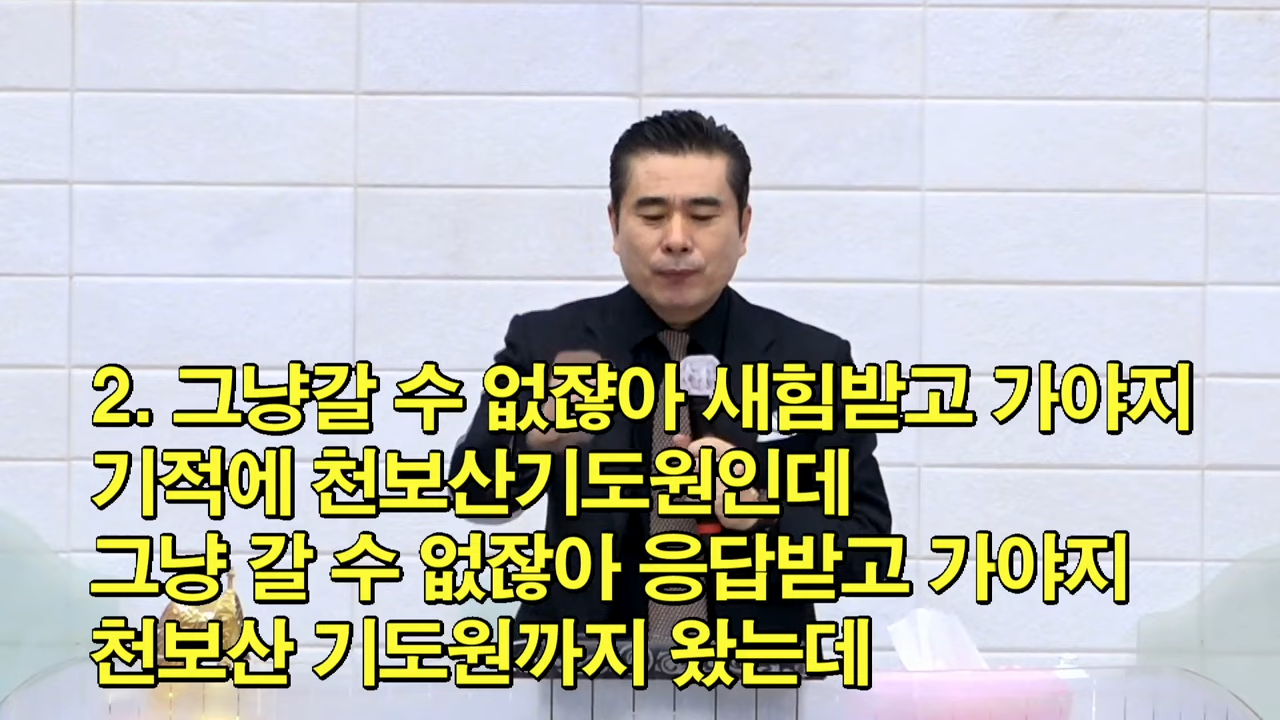 2. 그냥갈 수 없쟎아 새힘받고 가야지
기적에 천보산기도원인데
그냥 갈 수 없잖아 응답받고 가야지
천보산 기도원까지 왔는데